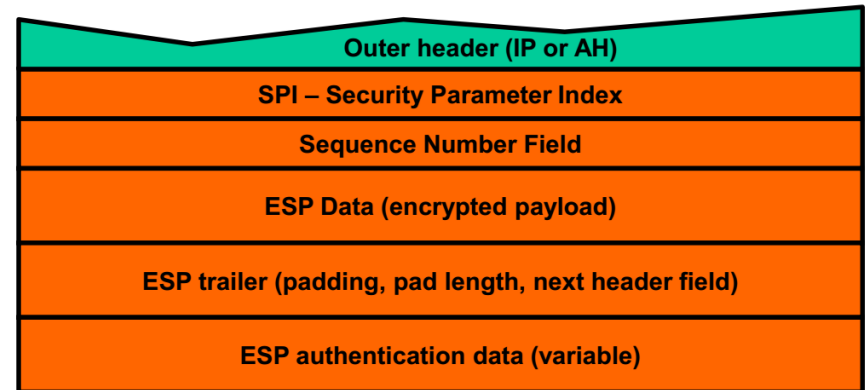 Outer header (IP or AH)
SPI – Security Parameter Index
Sequence Number Field
ESP Data (encrypted payload)
ESP trailer (padding, pad length, next header field)
ESP authentication data (variable)